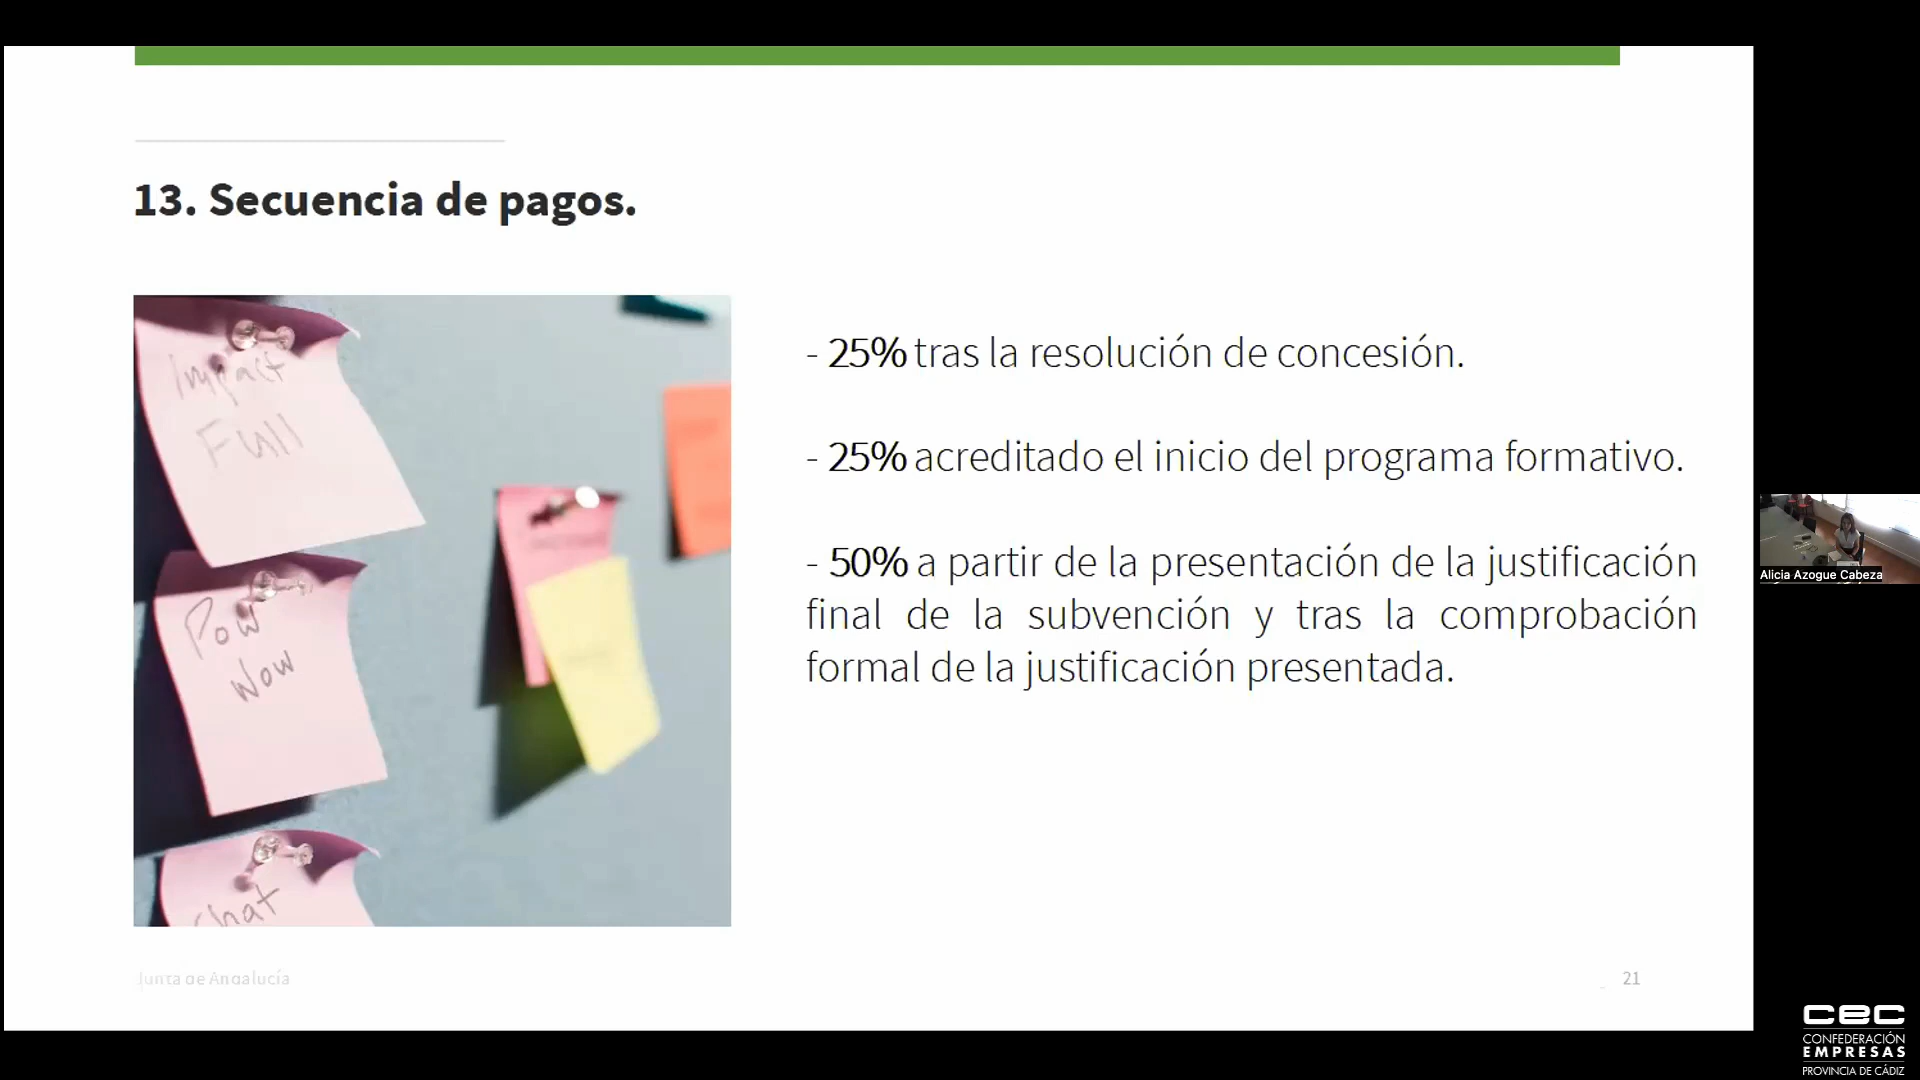 13. Secuencia de pagos.
Impact
Full
Pow
Wow
Chat
- 25% tras la resolución de concesión.
- 25% acreditado el inicio del programa formativo.
- 50% a partir de la presentación de la justificación
final de la subvención y tras la comprobación
formal de la justificación presentada.
Alicia Azogue Cabeza
Junta de Andalucía
21
cec
CONFEDERACIÓN
EMPRESAS
PROVINCIA DE CÁDIZ